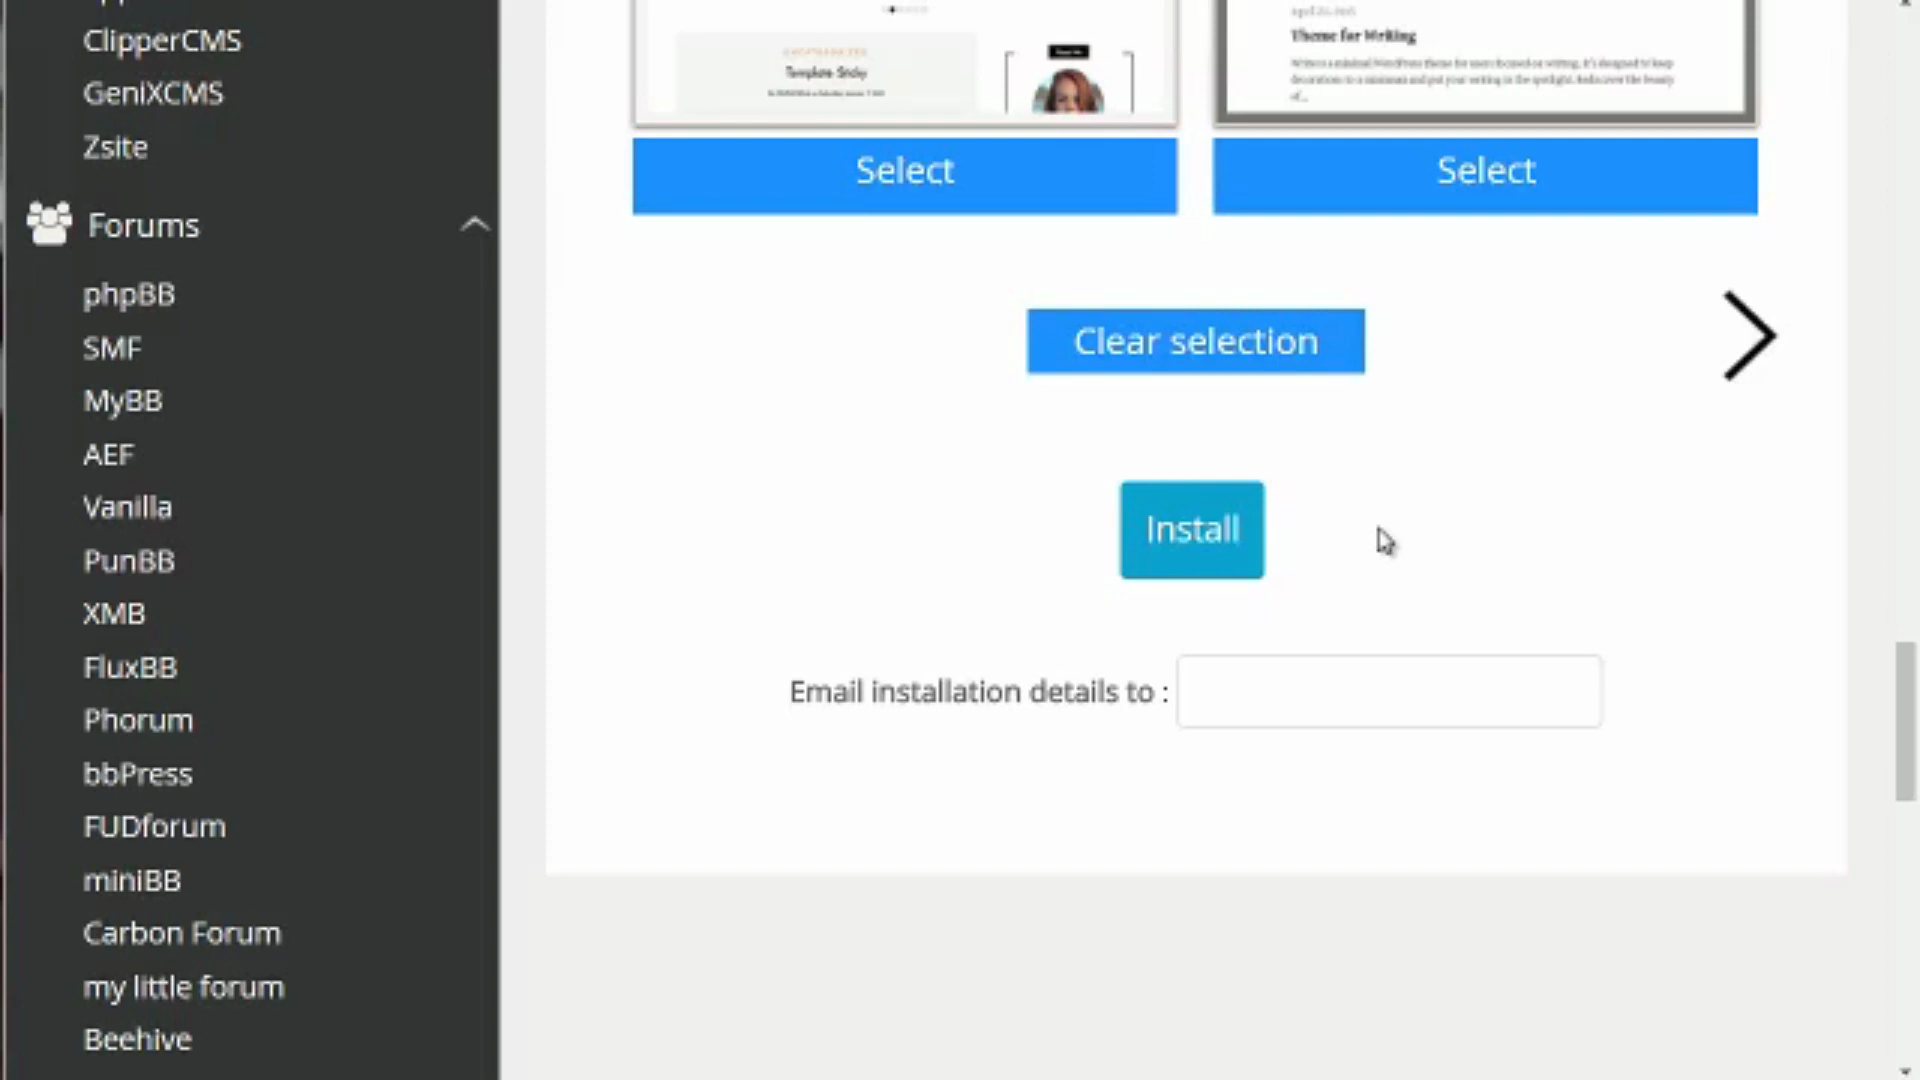 ClipperCMS
GeniXCMS
Zsite
Forums
phpBB
SMF
MyBB
AEF
Vanilla
PunBB
XMB
FluxBB
Phorum
bbPress
FUDforum
miniBB
Carbon Forum
my little forum
Beehive
Template: Sticky
Theme for Writing
Select
Select
Clear selection
Install
Email installation details to :